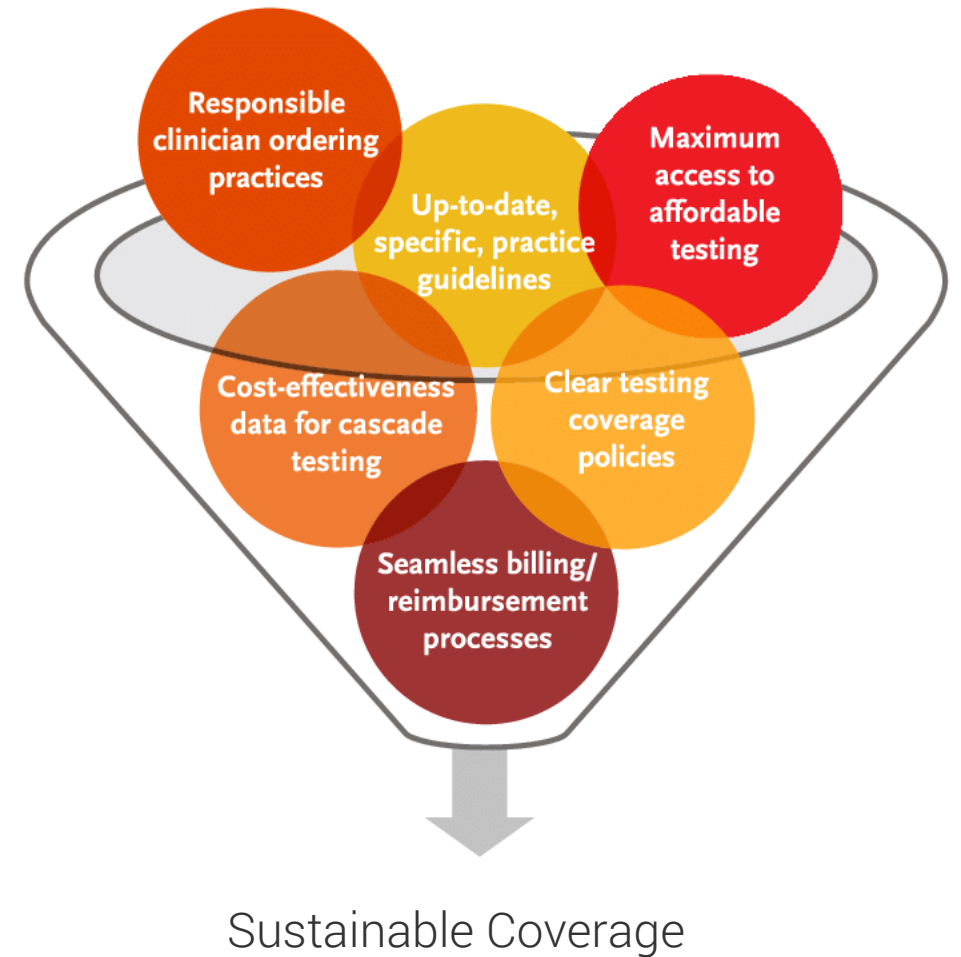 Responsible
clinician ordering
practices
Up-to-date,
specific, practice
guidelines
Maximum
access to
affordable
testing
Cost-effectiveness
data for cascade
testing
Clear testing
coverage
policies
Seamless billing/
reimbursement
processes
Sustainable Coverage